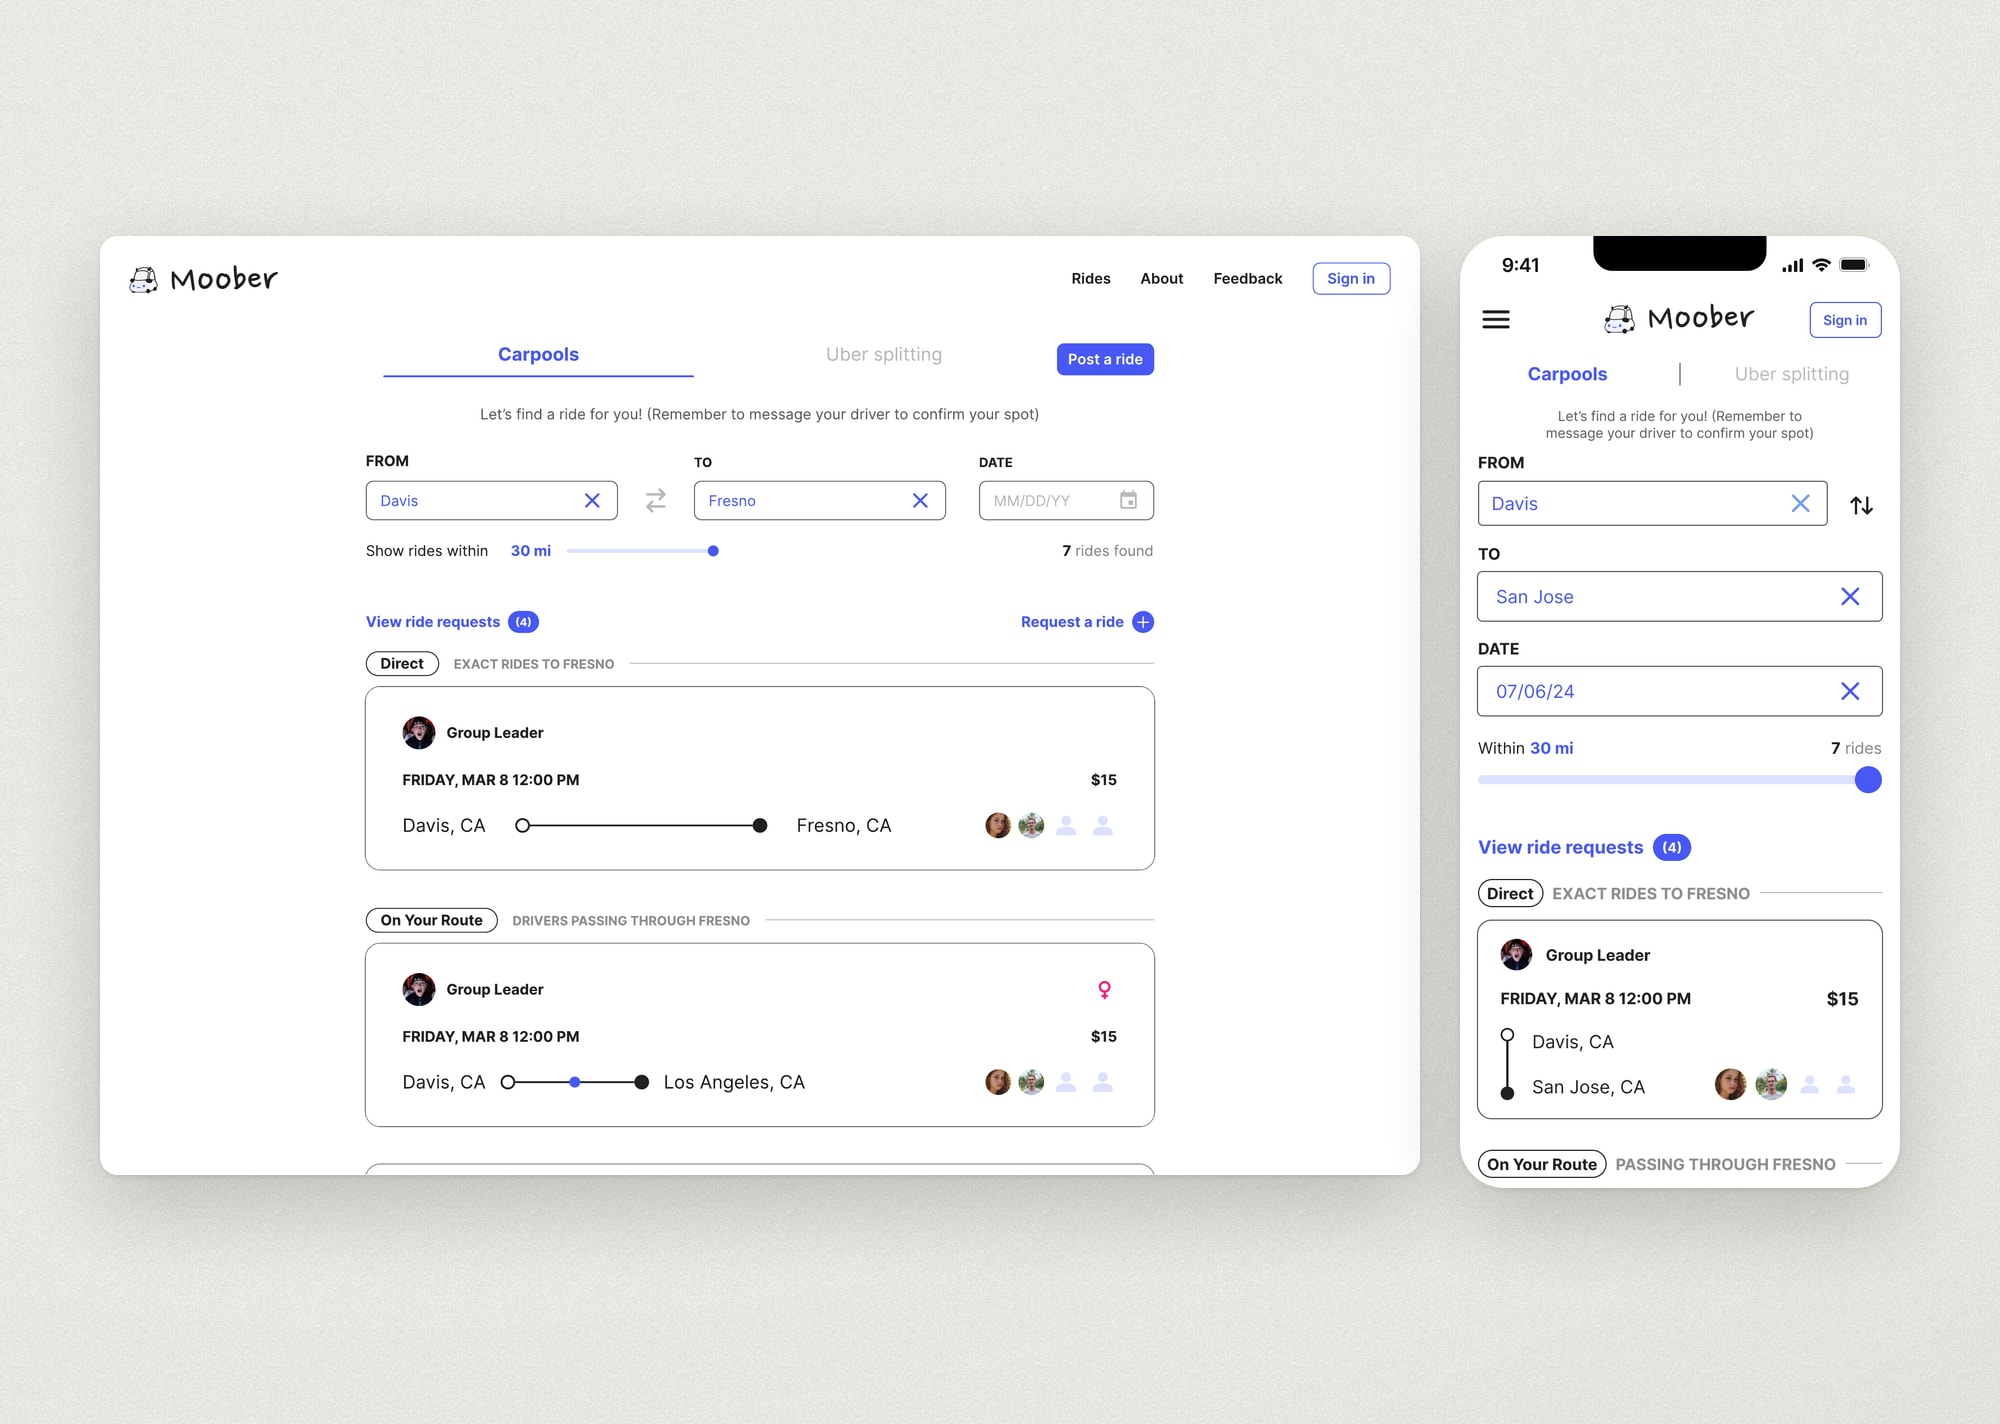 Moober
Rides About Feedback Sign in
Carpools Uber splitting Post a ride
Let's find a ride for you! (Remember to message your driver to confirm your spot)
FROM TO DATE
Davis Fresno MM/DD/YY
Show rides within 30 mi 7 rides found
View ride requests (4) Request a ride
Direct EXACT RIDES TO FRESNO
Group Leader
FRIDAY, MAR 8 12:00 PM $15
Davis, CA Fresno, CA
On Your Route DRIVERS PASSING THROUGH FRESNO
Group Leader
FRIDAY, MAR 8 12:00 PM $15
Davis, CA Los Angeles, CA
9:41
Moober Sign in
Carpools Uber splitting
Let's find a ride for you! (Remember to
message your driver to confirm your spot)
FROM
Davis
TO
San Jose
DATE
07/06/24
Within 30 mi 7 rides
View ride requests (4)
Direct EXACT RIDES TO FRESNO
Group Leader
FRIDAY, MAR 8 12:00 PM $15
Davis, CA
San Jose, CA
On Your Route PASSING THROUGH FRESNO